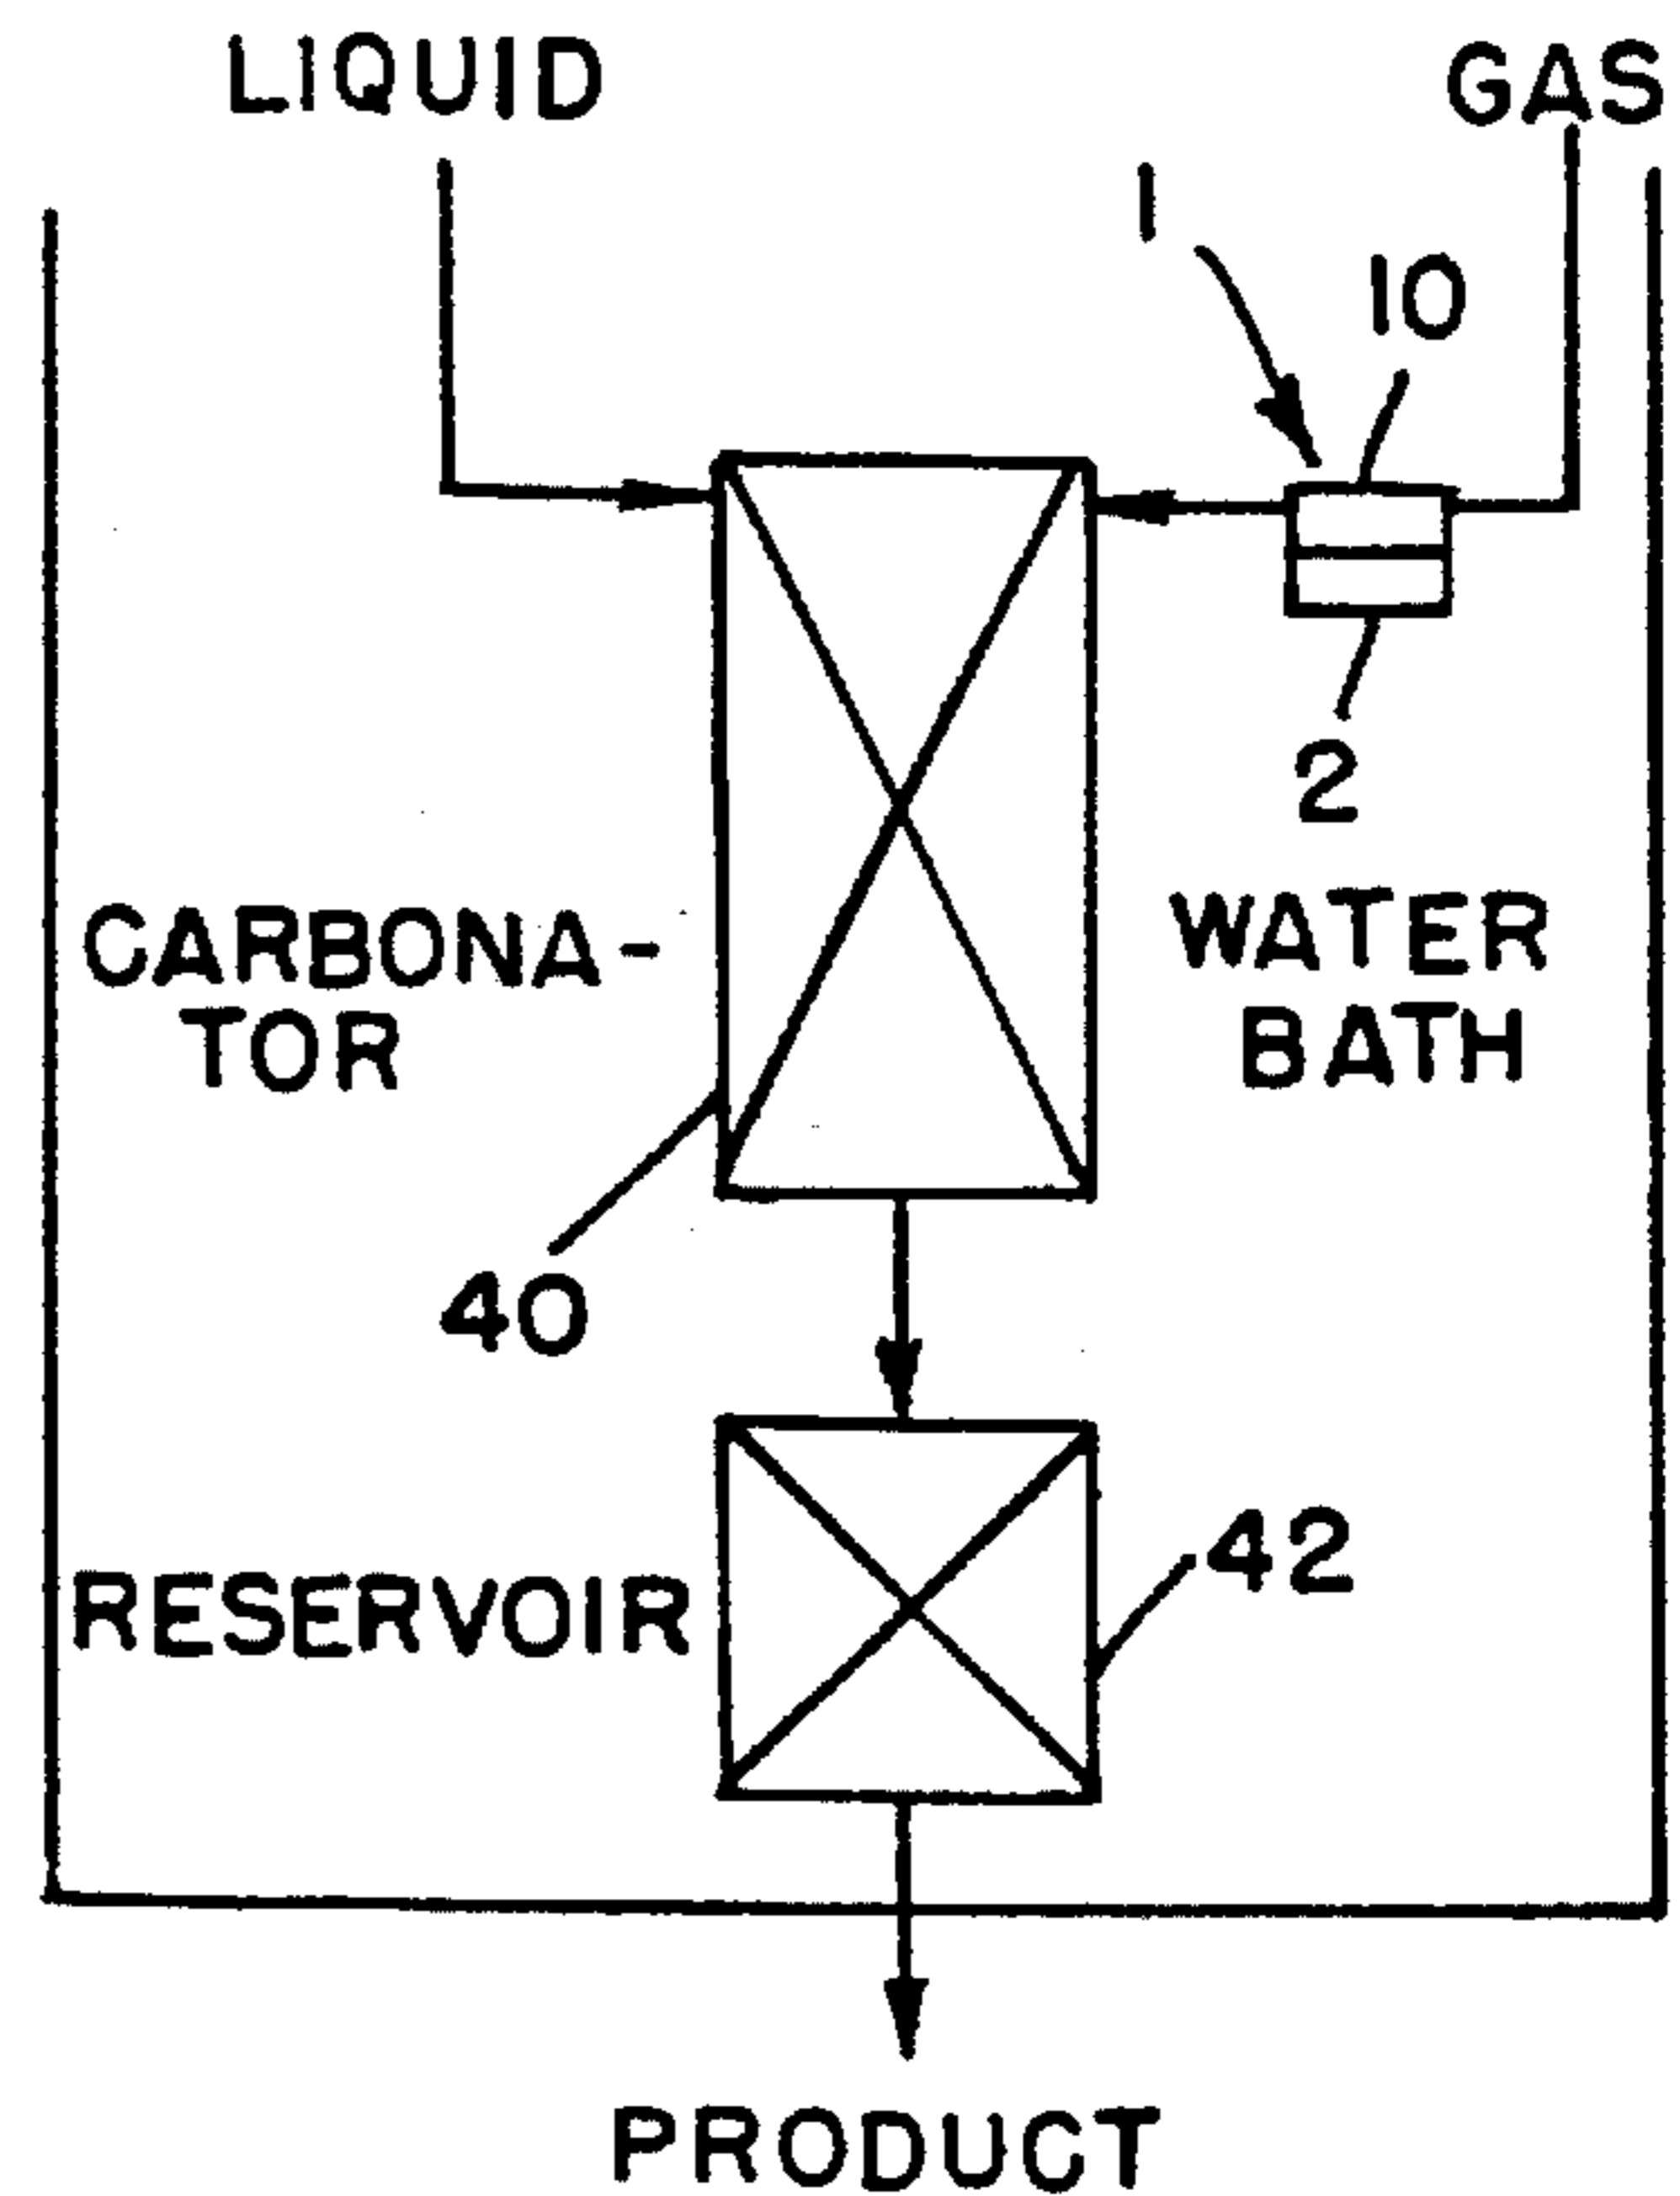 LIQUID
GAS
1
10
2
CARBONA-
TOR
WATER
BATH
40
42
RESERVOIR
PRODUCT